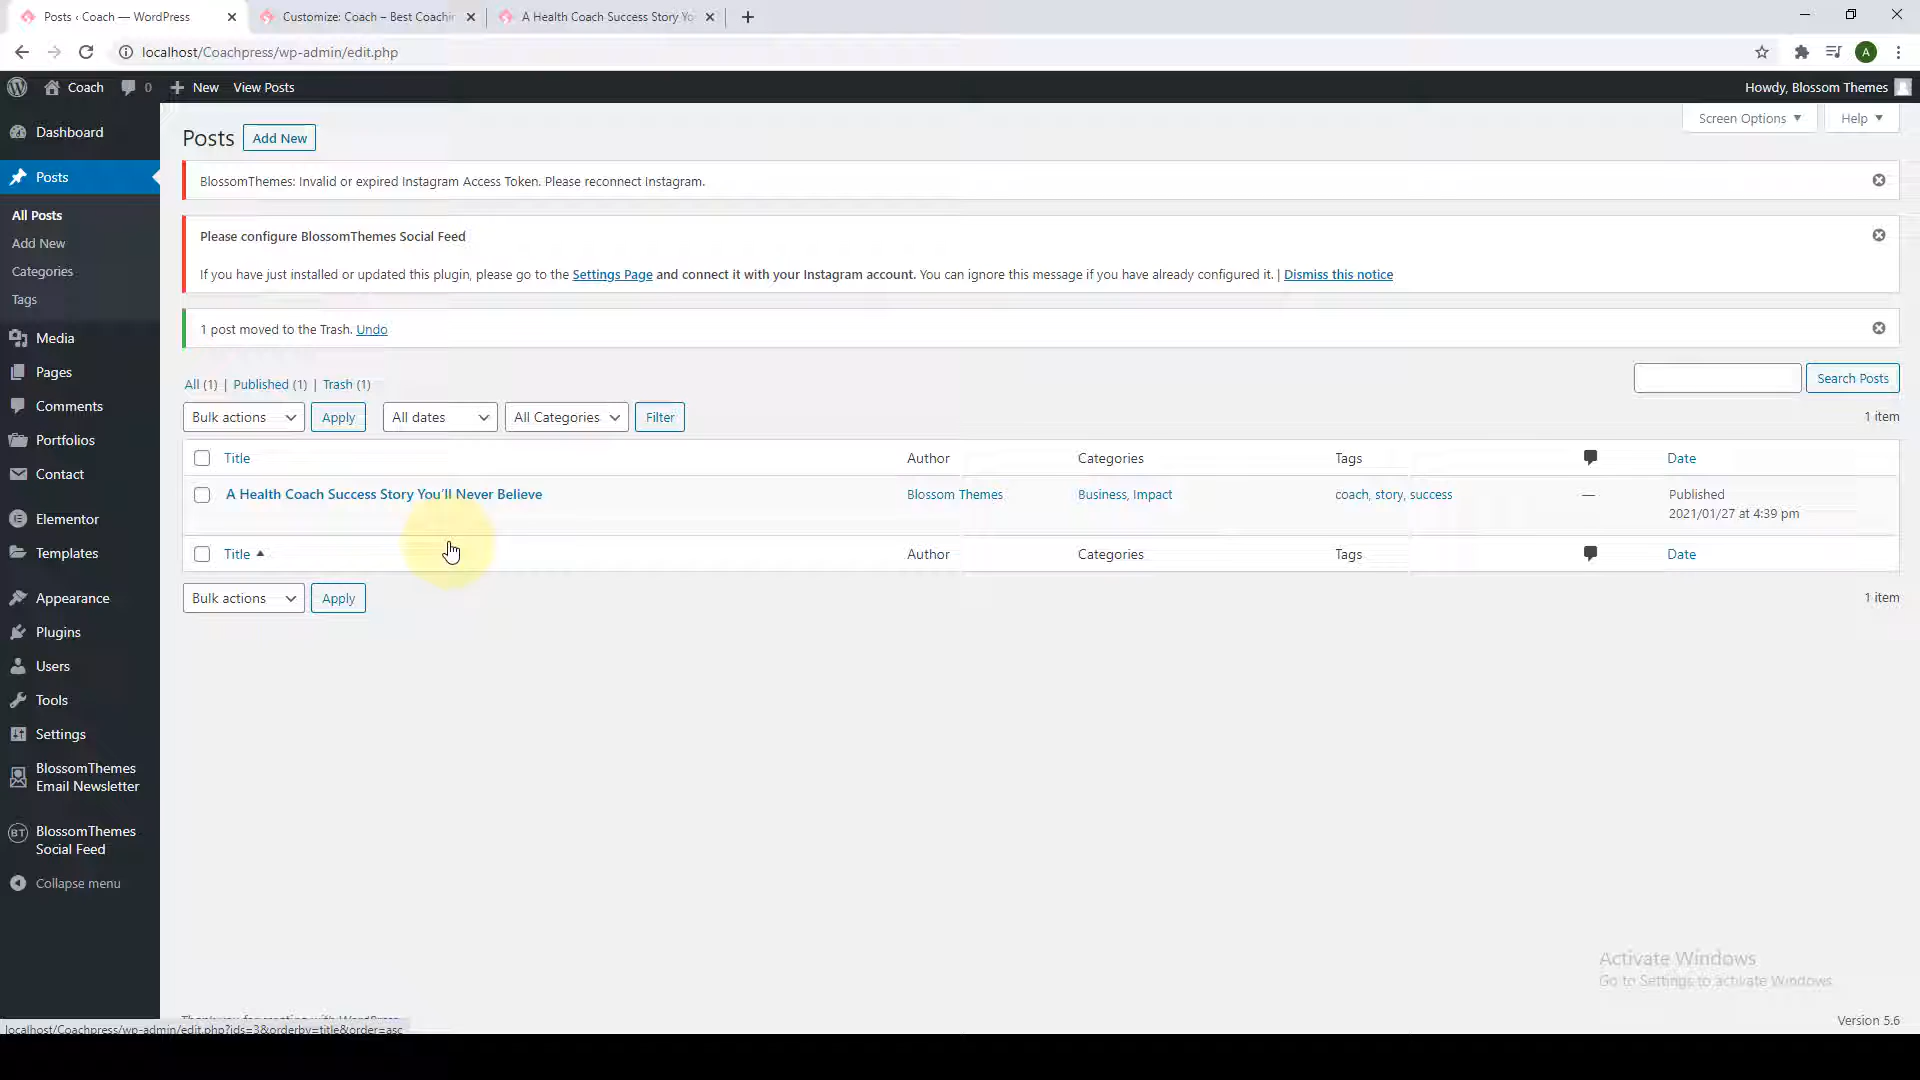 Posts ‹ Coach — WordPress
Customize: Coach – Best Coachin
A Health Coach Success Story Yo
localhost/Coachpress/wp-admin/edit.php
A
Coach
0
New
View Posts
Howdy, Blossom Themes
Dashboard
Posts
All Posts
Add New
Categories
Tags
Media
Pages
Comments
Portfolios
Contact
Elementor
Templates
Appearance
Plugins
Users
Tools
Settings
BlossomThemes
Email Newsletter
BT
BlossomThemes
Social Feed
Collapse menu
Screen Options
Help
Posts
Add New
BlossomThemes: Invalid or expired Instagram Access Token. Please reconnect Instagram.
Please configure BlossomThemes Social Feed
If you have just installed or updated this plugin, please go to the Settings Page and connect it with your Instagram account. You can ignore this message if you have already configured it. | Dismiss this notice
1 post moved to the Trash. Undo
All (1) | Published (1) | Trash (1)
Search Posts
Bulk actions
Apply
All dates
All Categories
Filter
1 item
Title
Author
Categories
Tags
Date
A Health Coach Success Story You'll Never Believe
Blossom Themes
Business, Impact
coach, story, success
—
Published
2021/01/27 at 4:39 pm
Title
Author
Categories
Tags
Date
Bulk actions
Apply
1 item
Activate Windows
Go to Settings to activate Windows.
Version 5.6
localhost/Coachpress/wp-admin/edit.php?ids=3&orderby=title&order=asc